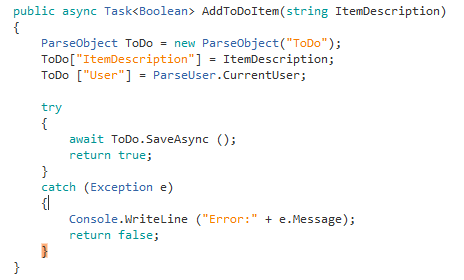 public async Task<Boolean> AddToDoItem(string ItemDescription)
{
    ParseObject ToDo = new ParseObject("ToDo");
    ToDo["ItemDescription"] = ItemDescription;
    ToDo ["User"] = ParseUser.CurrentUser;

    try
    {
        await ToDo.SaveAsync ();
        return true;
    }
    catch (Exception e)
    {
        Console.WriteLine ("Error:" + e.Message);
        return false;
    }
}